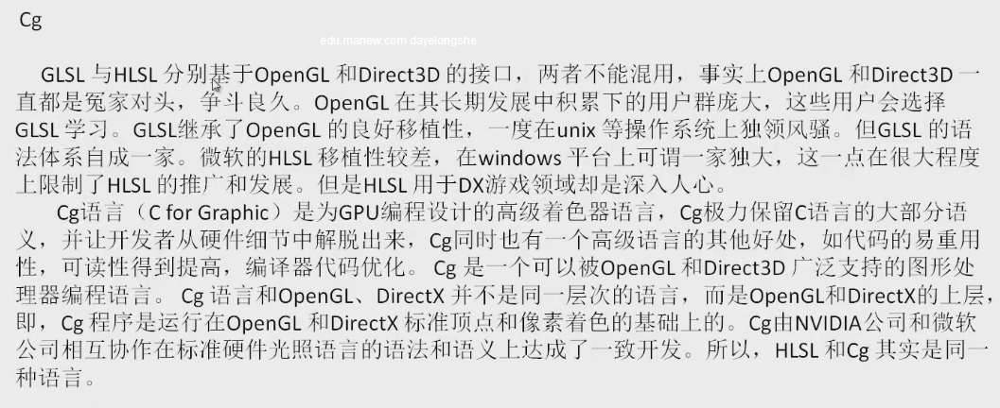 Cg
edu.manew.com dayelongshe
GLSL 与HLSL 分别基于OpenGL 和Direct3D 的接口，两者不能混用，事实上OpenGL 和Direct3D 一
直都是冤家对头，争斗良久。OpenGL 在其长期发展中积累下的用户群庞大，这些用户会选择
GLSL 学习。GLSL继承了OpenGL 的良好移植性，一度在unix 等操作系统上独领风骚。但GLSL 的语
法体系自成一家。微软的HLSL 移植性较差，在windows 平台上可谓一家独大，这一点在很大程度
上限制了HLSL 的推广和发展。但是HLSL 用于DX游戏领域却是深入人心。
Cg语言（C for Graphic）是为GPU编程设计的高级着色器语言，Cg极力保留C语言的大部分语
义，并让开发者从硬件细节中解脱出来，Cg同时也有一个高级语言的其他好处，如代码的易重用
性，可读性得到提高，编译器代码优化。 Cg 是一个可以被OpenGL 和Direct3D 广泛支持的图形处
理器编程语言。 Cg 语言和OpenGL、DirectX 并不是同一层次的语言，而是OpenGL和DirectX的上层，
即，Cg 程序是运行在OpenGL 和DirectX 标准顶点和像素着色的基础上的。Cg由NVIDIA公司和微软
公司相互协作在标准硬件光照语言的语法和语义上达成了一致开发。所以，HLSL 和Cg 其实是同一
种语言。